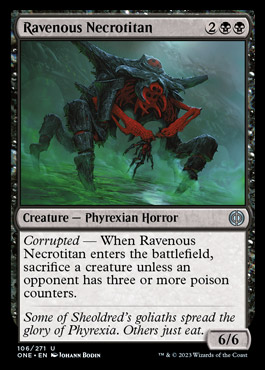 Ravenous Necrotitan 2
Creature — Phyrexian Horror
Corrupted — When Ravenous
Necrotitan enters the battlefield,
sacrifice a creature unless an
opponent has three or more poison
counters.
Some of Sheoldred's goliaths spread the
glory of Phyrexia. Others just eat.
6/6
106/271 U
ONE • EN Johann Bodin
™ & © 2023 Wizards of the Coast